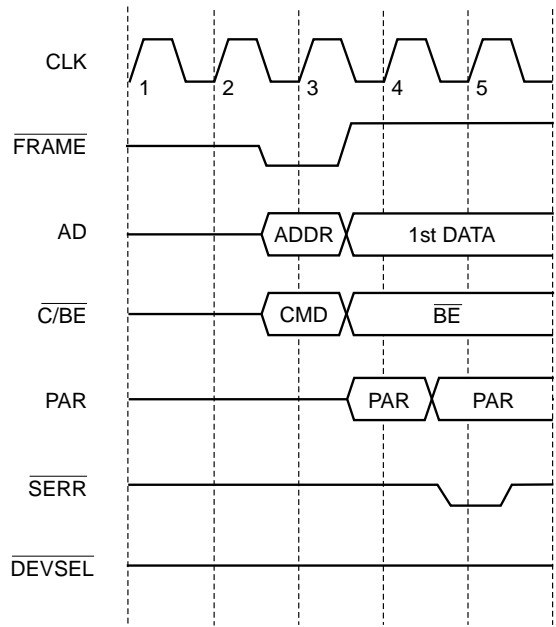 CLK
1 2 3 4 5
FRAME
AD ADDR 1st DATA
C/BE CMD BE
PAR PAR PAR
SERR
DEVSEL